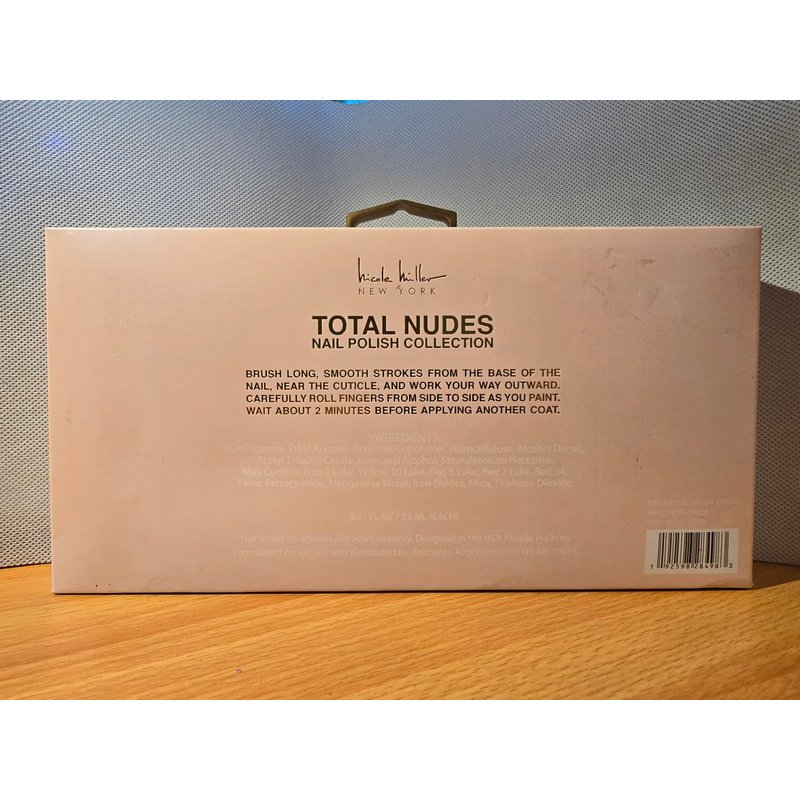 Nicole Miller
NEW YORK
TOTAL NUDES
NAIL POLISH COLLECTION
BRUSH LONG, SMOOTH STROKES FROM THE BASE OF THE
NAIL, NEAR THE CUTICLE, AND WORK YOUR WAY OUTWARD.
CAREFULLY ROLL FINGERS FROM SIDE TO SIDE AS YOU PAINT.
WAIT ABOUT 2 MINUTES BEFORE APPLYING ANOTHER COAT.
INGREDIENTS:
Butyl Acetate, Ethyl Acetate, Acrylates Copolymer, Nitrocellulose, Alcohol Denat.,
Acetyl Tributyl Citrate, Isopropyl Alcohol, Stearalkonium Hectorite.
May Contain: Blue 1 Lake, Yellow 10 Lake, Red 6 Lake, Red 7 Lake, Red 34,
Ferric Ferrocyanide, Manganese Violet, Iron Oxides, Mica, Titanium Dioxide.
0.41 FL OZ / 12 ML (EACH)
Not tested on animals. For adult use only. Designed in the USA / Made in China
Formulated exclusively and distributed by: Enchante Accessories Inc. NY, NY 10016
1 92598 28498 3